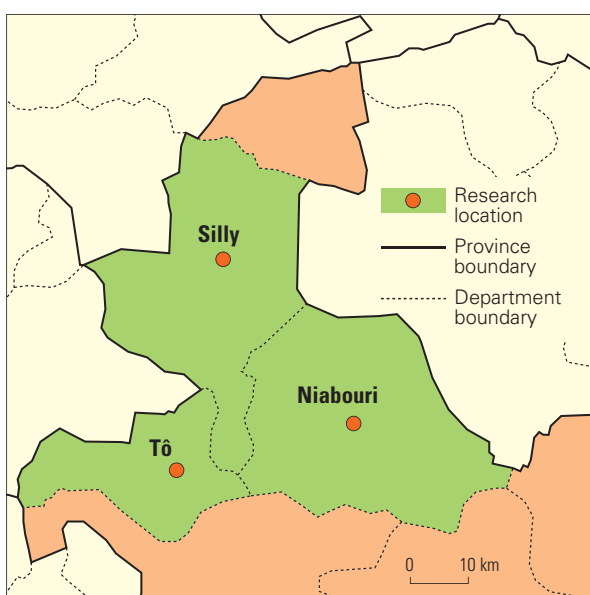 Silly
Research
location
Province
boundary
Department
boundary
Niabouri
Tô
0 10 km